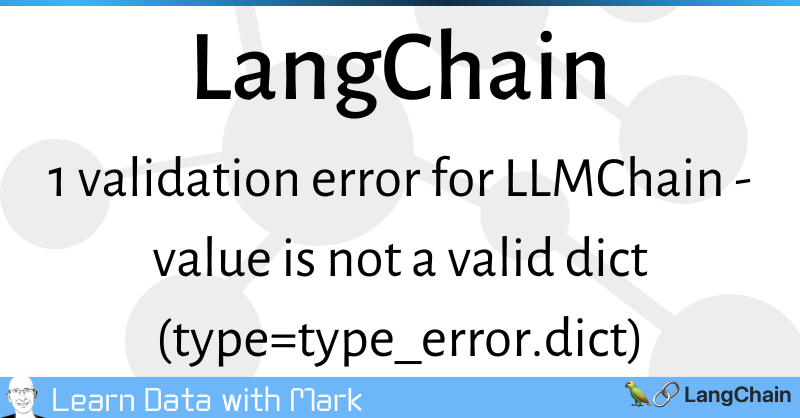 LangChain
1 validation error for LLMChain -
value is not a valid dict
(type=type_error.dict)
Learn Data with Mark
LangChain